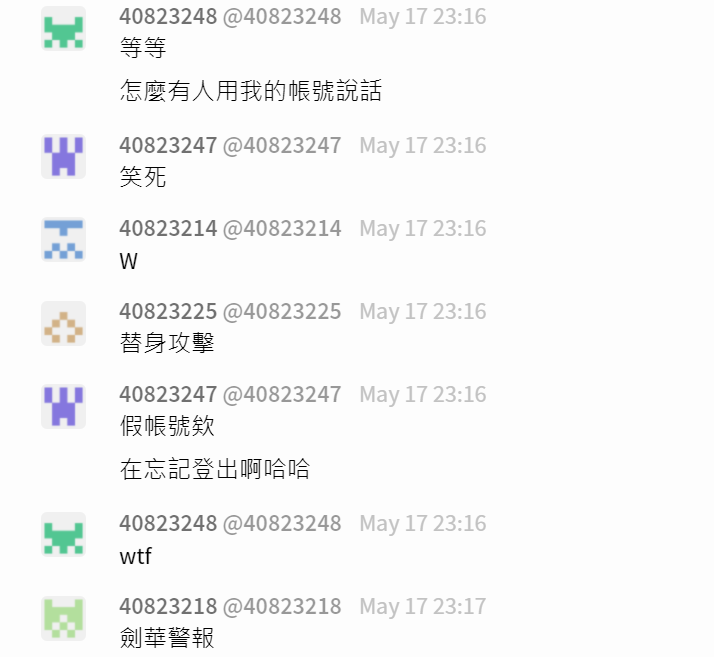 40823248 @40823248 May 17 23:16
等等
怎麼有人用我的帳號說話
40823247 @40823247 May 17 23:16
笑死
40823214 @40823214 May 17 23:16
W
40823225 @40823225 May 17 23:16
替身攻擊
40823247 @40823247 May 17 23:16
假帳號欸
在忘記登出啊哈哈
40823248 @40823248 May 17 23:16
wtf
40823218 @40823218 May 17 23:17
劍華警報